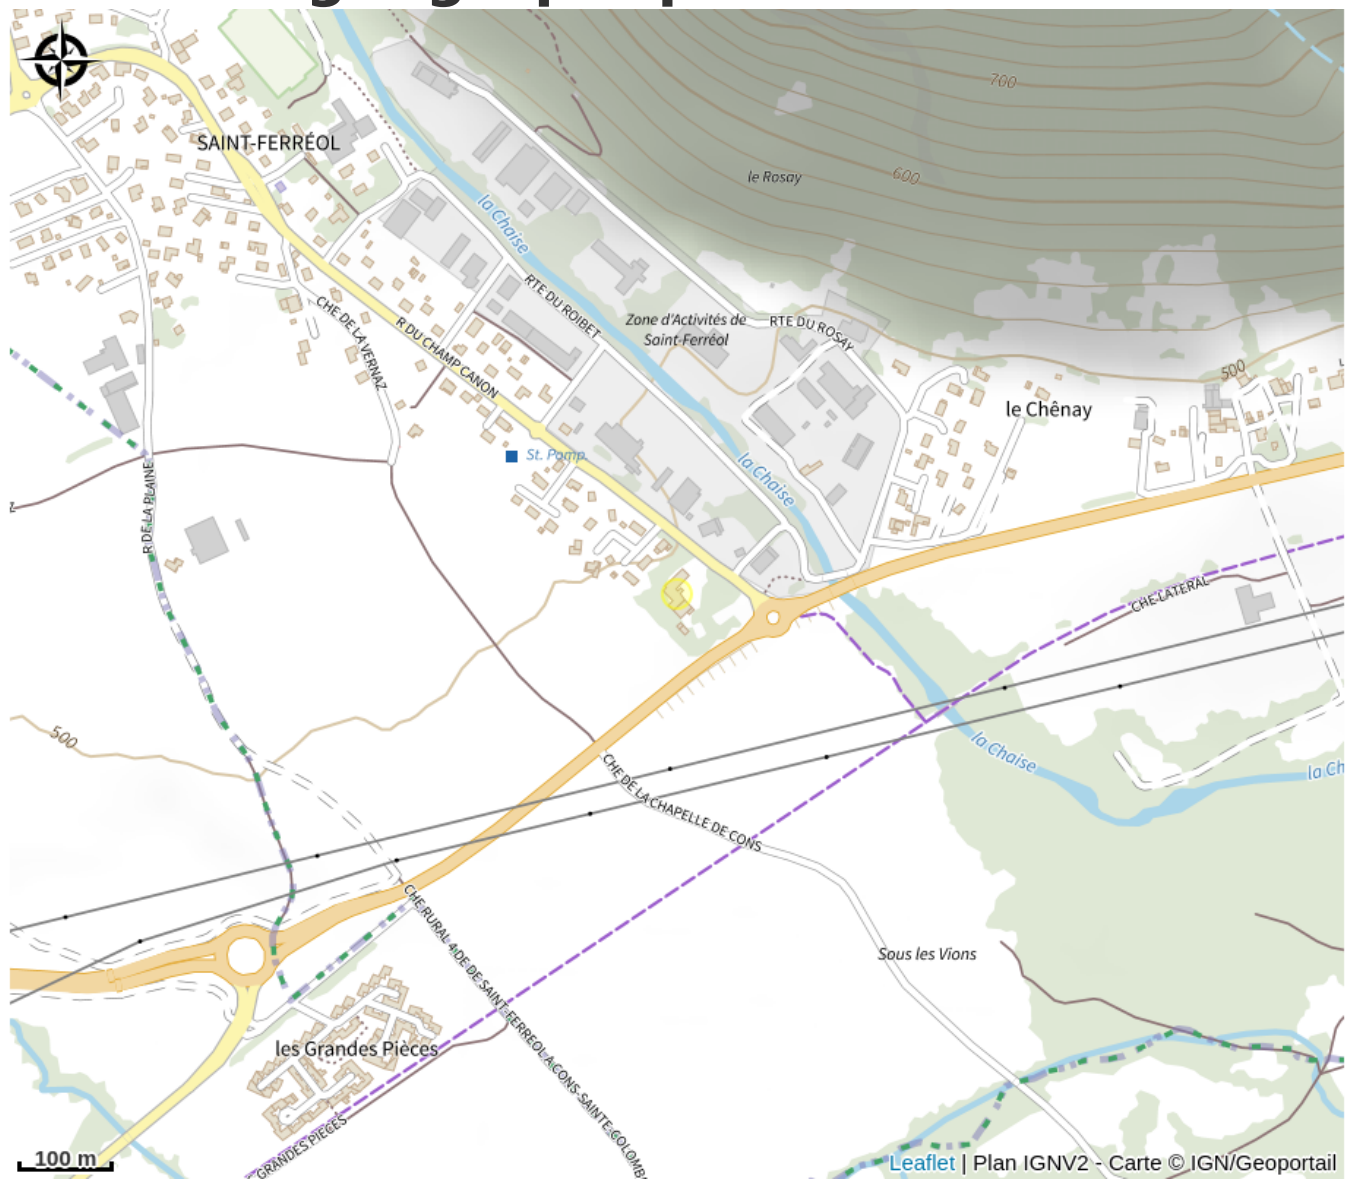 700
SAINT-FERRÉOL
le Rosay
600
la Chaise
RTE DU ROIBET
Zone d'Activités de
Saint-Ferréol
RTE DU ROSAY
CHE DE LA VERNAZ
R DU CHAMP CANON
500
le Chênay
St. Pomp.
la Chaise
R DE LA PLAINE
CHE LATERAL
500
la Chaise
la Ch
CHE DE LA CHAPELLE DE CONS
CHE RURAL 4 DE DE SAINT-FERREOL A CONS-SAINTE-COLOMB
Sous les Vions
les Grandes Pièces
GRANDES PIECES
100 m
Leaflet | Plan IGNV2 - Carte © IGN/Geoportail